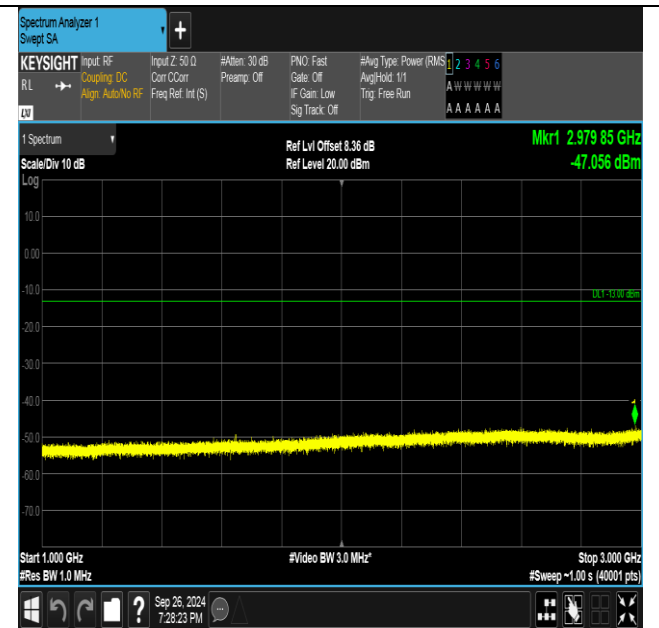 Spectrum Analyzer 1
Swept SA
+
KEYSIGHT
RL
LXI
Input: RF
Coupling: DC
Align: Auto/No RF
Input Z: 50 Ω
Corr CCorr
Freq Ref: Int (S)
#Atten: 30 dB
Preamp: Off
PNO: Fast
Gate: Off
IF Gain: Low
Sig Track: Off
#Avg Type: Power (RMS
Avg|Hold: 1/1
Trig: Free Run
1 2 3 4 5 6
A W W W W W
A A A A A A
1 Spectrum
Scale/Div 10 dB
Ref Lvl Offset 8.36 dB
Ref Level 20.00 dBm
Mkr1 2.979 85 GHz
-47.056 dBm
Log
10.0
0.00
-10.0
DL1 -13.00 dBm
-20.0
-30.0
-40.0
-50.0
-60.0
-70.0
Start 1.000 GHz
#Res BW 1.0 MHz
#Video BW 3.0 MHz*
Stop 3.000 GHz
#Sweep ~1.00 s (40001 pts)
?
Sep 26, 2024
7:28:23 PM